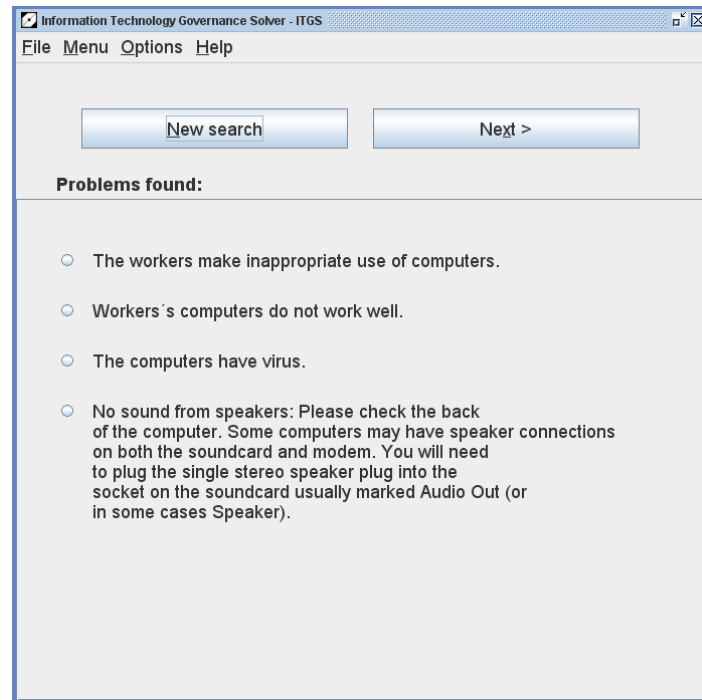 Information Technology Governance Solver - ITGS
File Menu Options Help
New search Next >
Problems found:
The workers make inappropriate use of computers.
Workers´s computers do not work well.
The computers have virus.
No sound from speakers: Please check the back
of the computer. Some computers may have speaker connections
on both the soundcard and modem. You will need
to plug the single stereo speaker plug into the
socket on the soundcard usually marked Audio Out (or
in some cases Speaker).